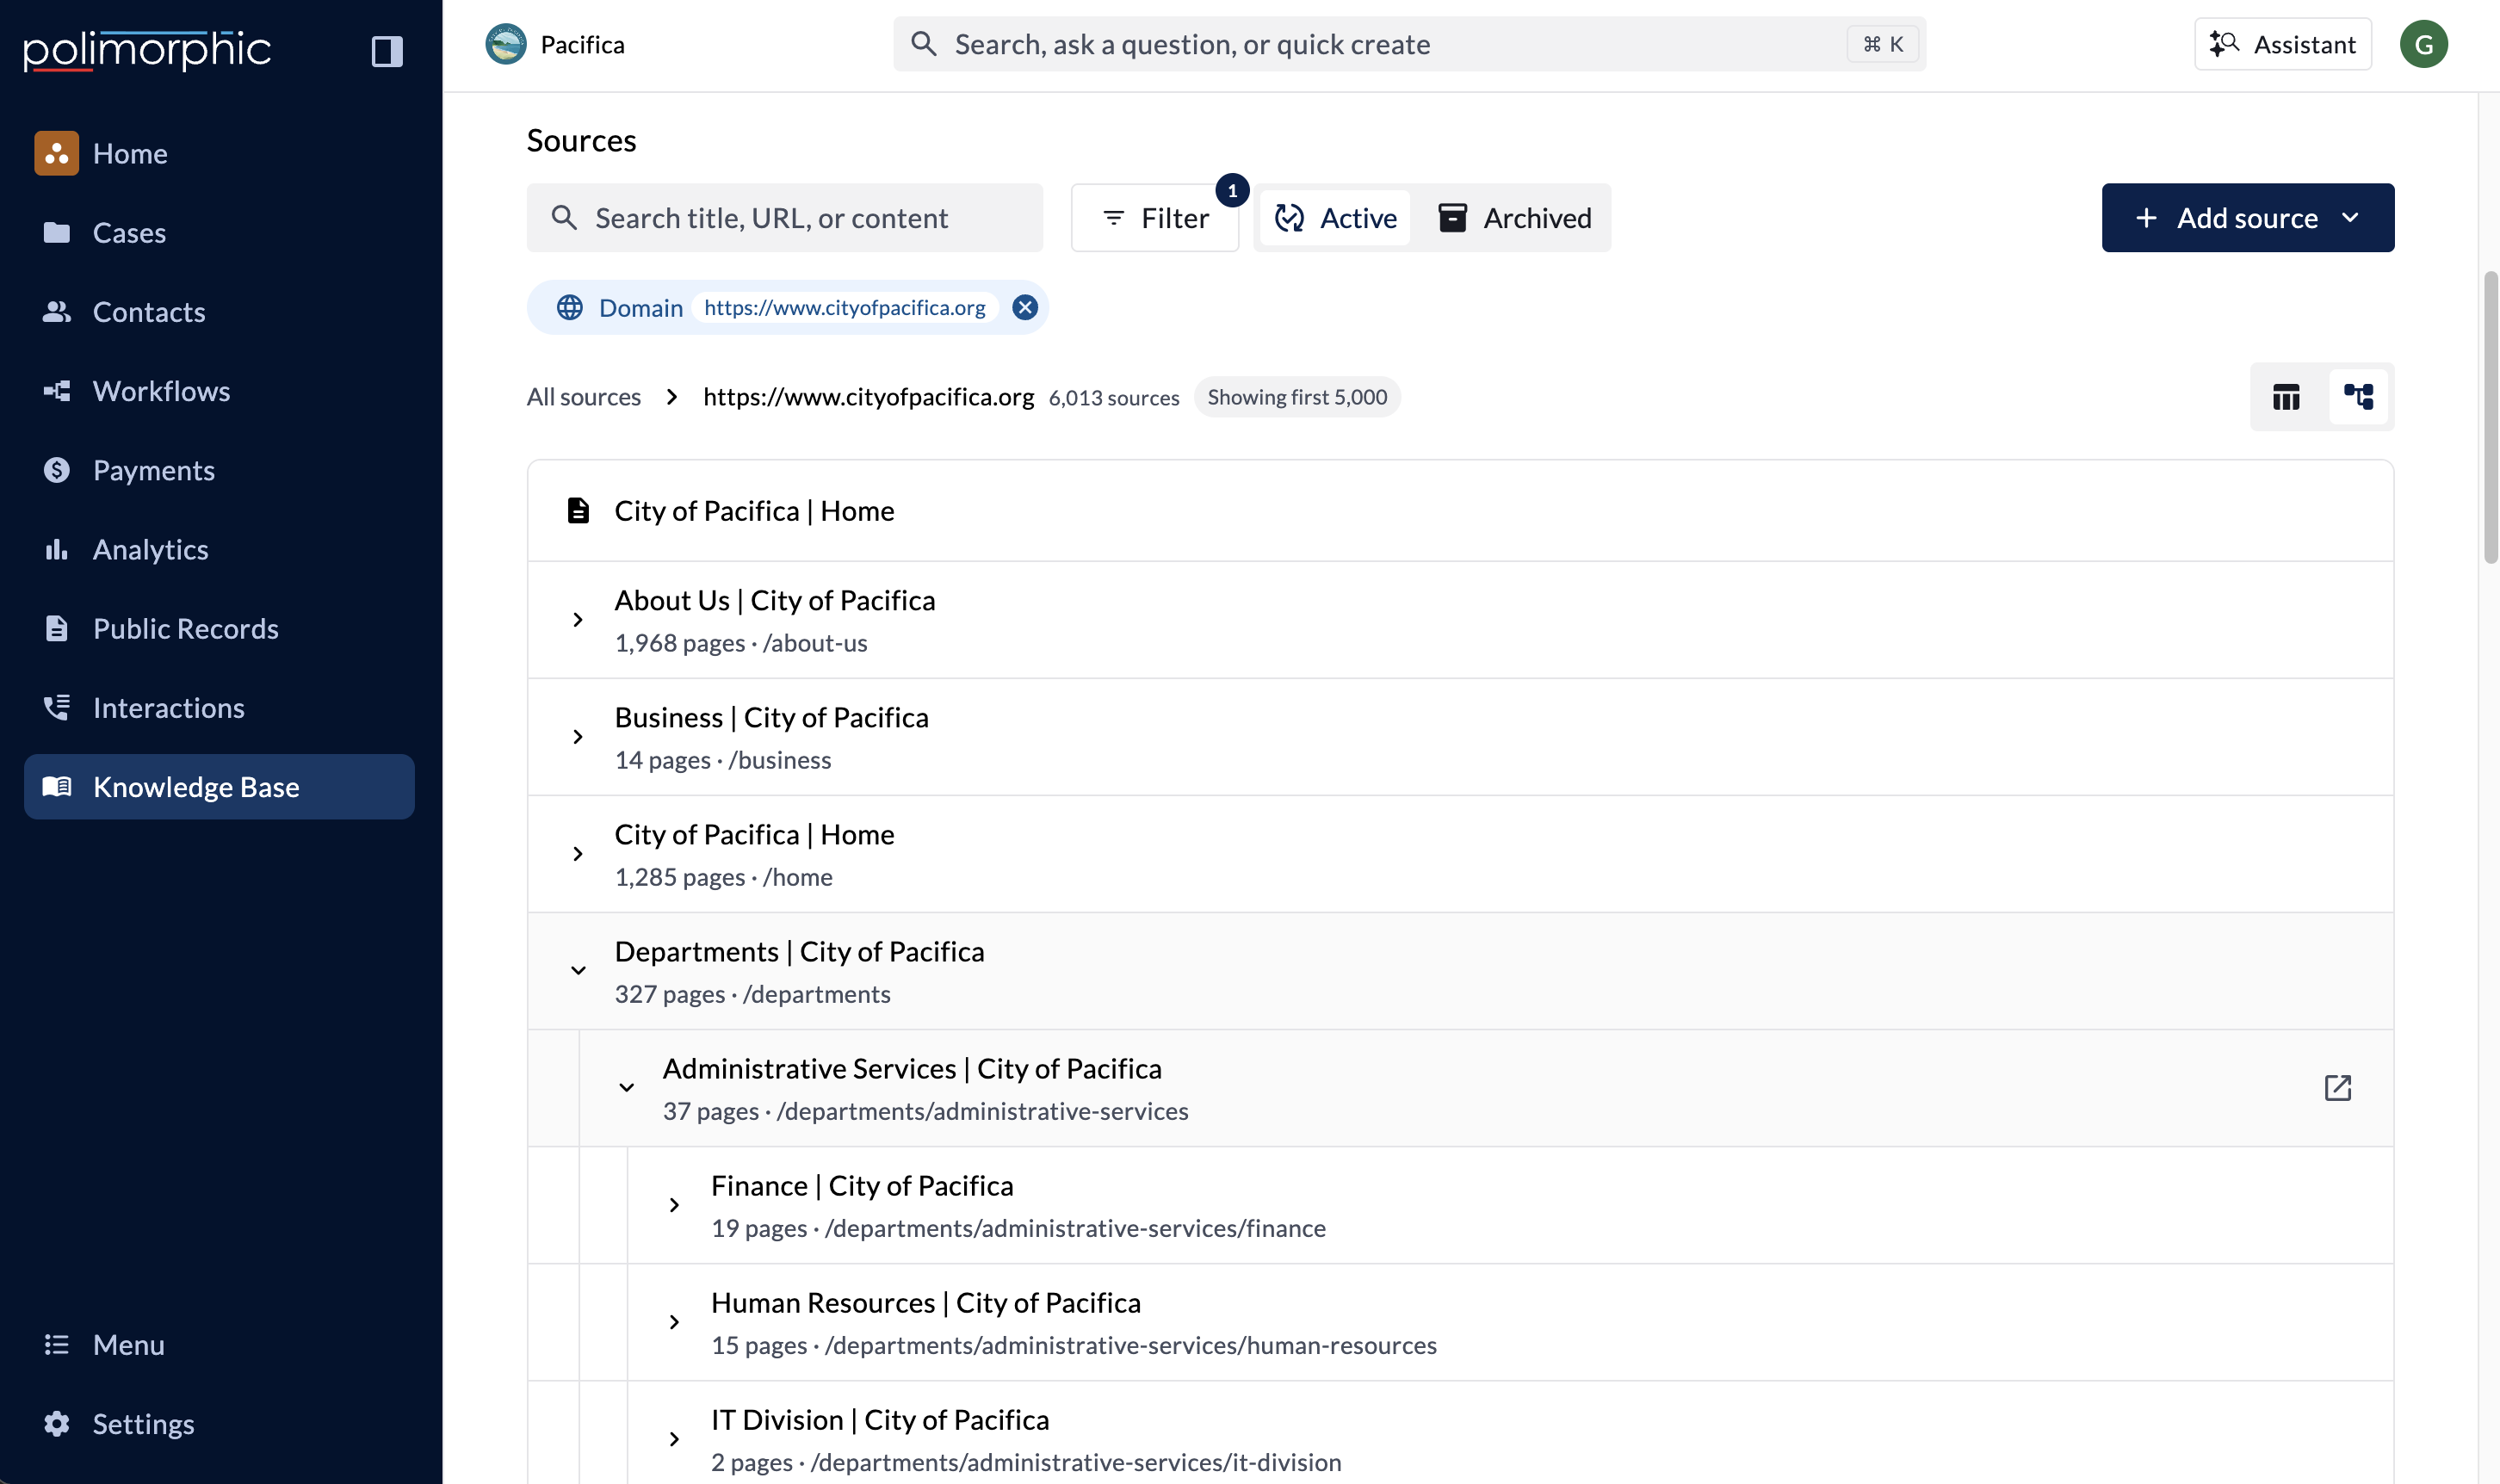 polimorphic
Home
Cases
Contacts
Workflows
Payments
Analytics
Public Records
Interactions
Knowledge Base
Menu
Settings
Pacifica
Search, ask a question, or quick create
⌘ K
Assistant
G
Sources
Search title, URL, or content
Filter
1
Active
Archived
+ Add source
Domain https://www.cityofpacifica.org
All sources > https://www.cityofpacifica.org 6,013 sources Showing first 5,000
City of Pacifica | Home
About Us | City of Pacifica
1,968 pages · /about-us
Business | City of Pacifica
14 pages · /business
City of Pacifica | Home
1,285 pages · /home
Departments | City of Pacifica
327 pages · /departments
Administrative Services | City of Pacifica
37 pages · /departments/administrative-services
Finance | City of Pacifica
19 pages · /departments/administrative-services/finance
Human Resources | City of Pacifica
15 pages · /departments/administrative-services/human-resources
IT Division | City of Pacifica
2 pages · /departments/administrative-services/it-division